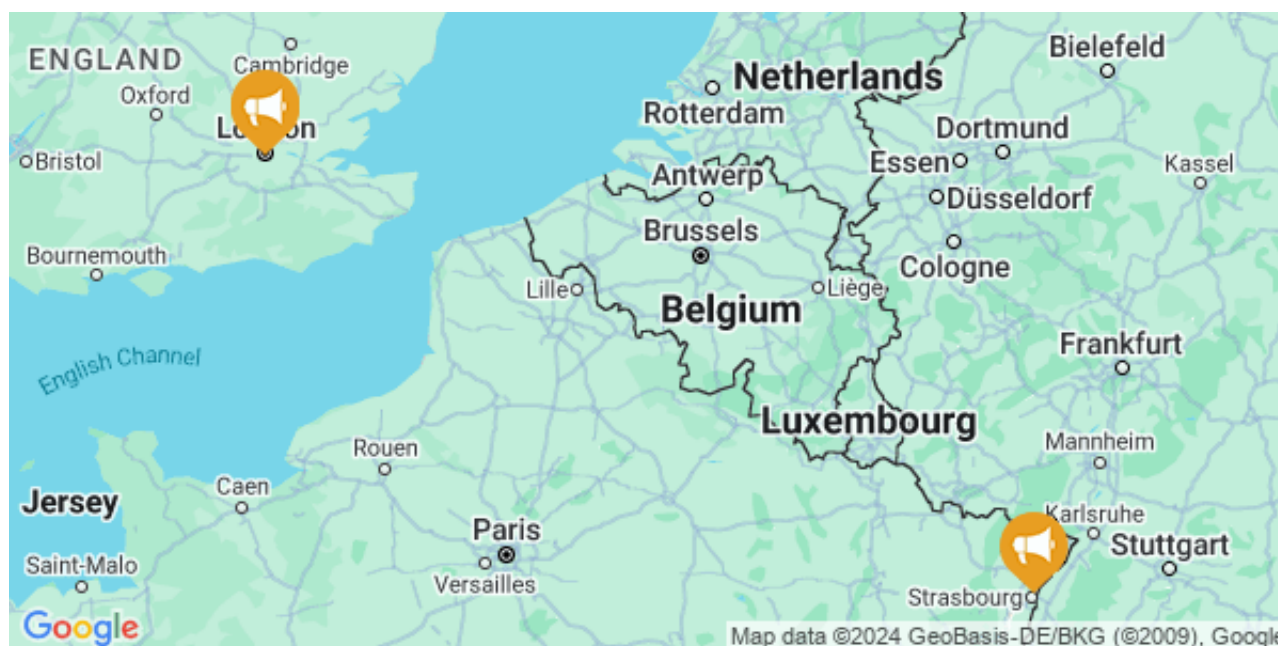 ENGLAND
Cambridge
Oxford
London
Bristol
Bournemouth
English Channel
Jersey
Saint-Malo
Caen
Rouen
Paris
Versailles
Lille
Netherlands
Rotterdam
Antwerp
Brussels
Belgium
Liège
Luxembourg
Bielefeld
Dortmund
Essen
Düsseldorf
Kassel
Cologne
Frankfurt
Mannheim
Karlsruhe
Stuttgart
Strasbourg
Google
Map data ©2024 GeoBasis-DE/BKG (©2009), Google